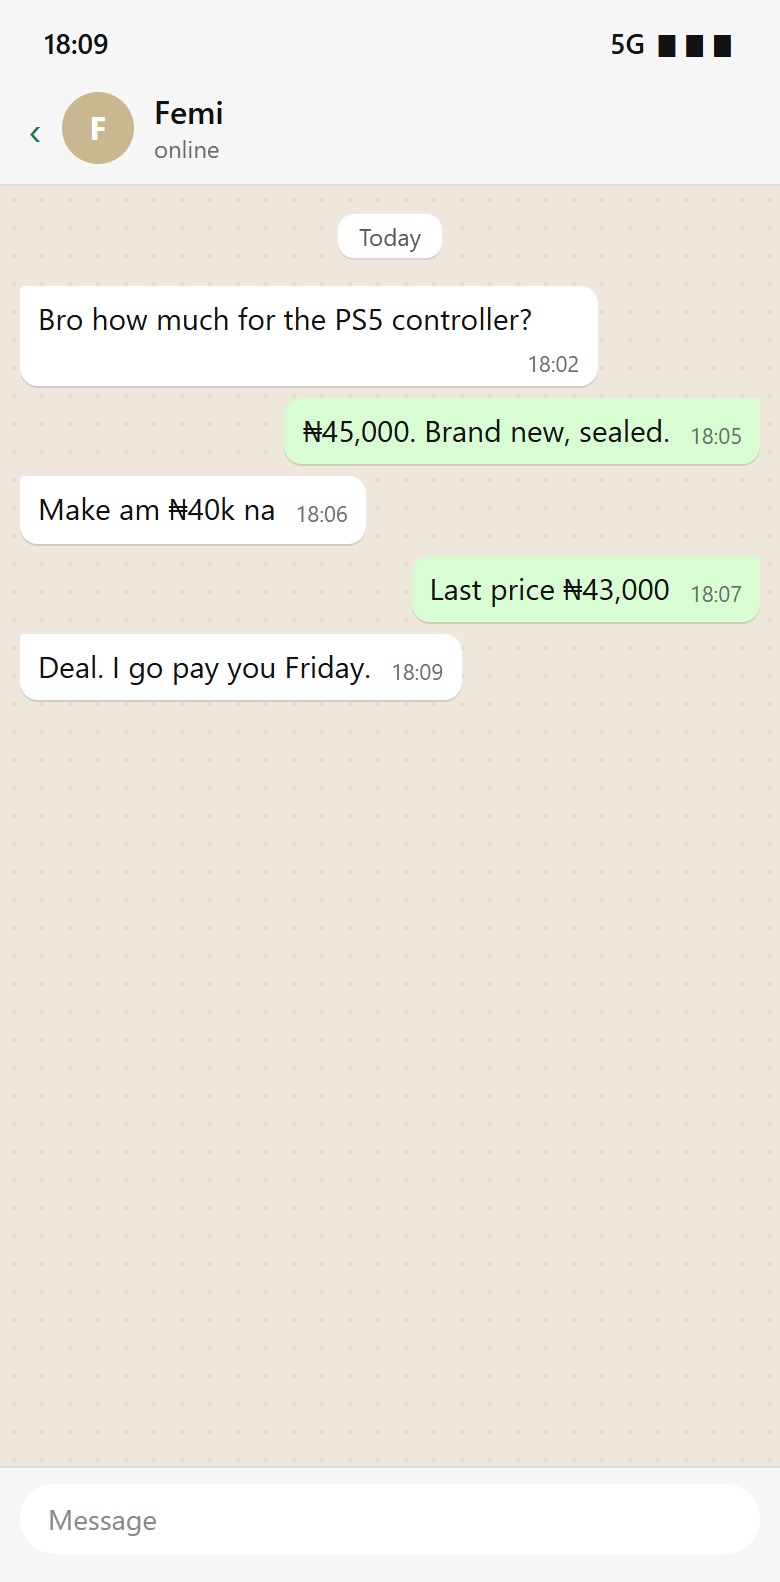 18:09
5G
‹
F
Femi
online
Today
Bro how much for the PS5 controller?
18:02
₦45,000. Brand new, sealed. 18:05
Make am ₦40k na 18:06
Last price ₦43,000 18:07
Deal. I go pay you Friday. 18:09
Message